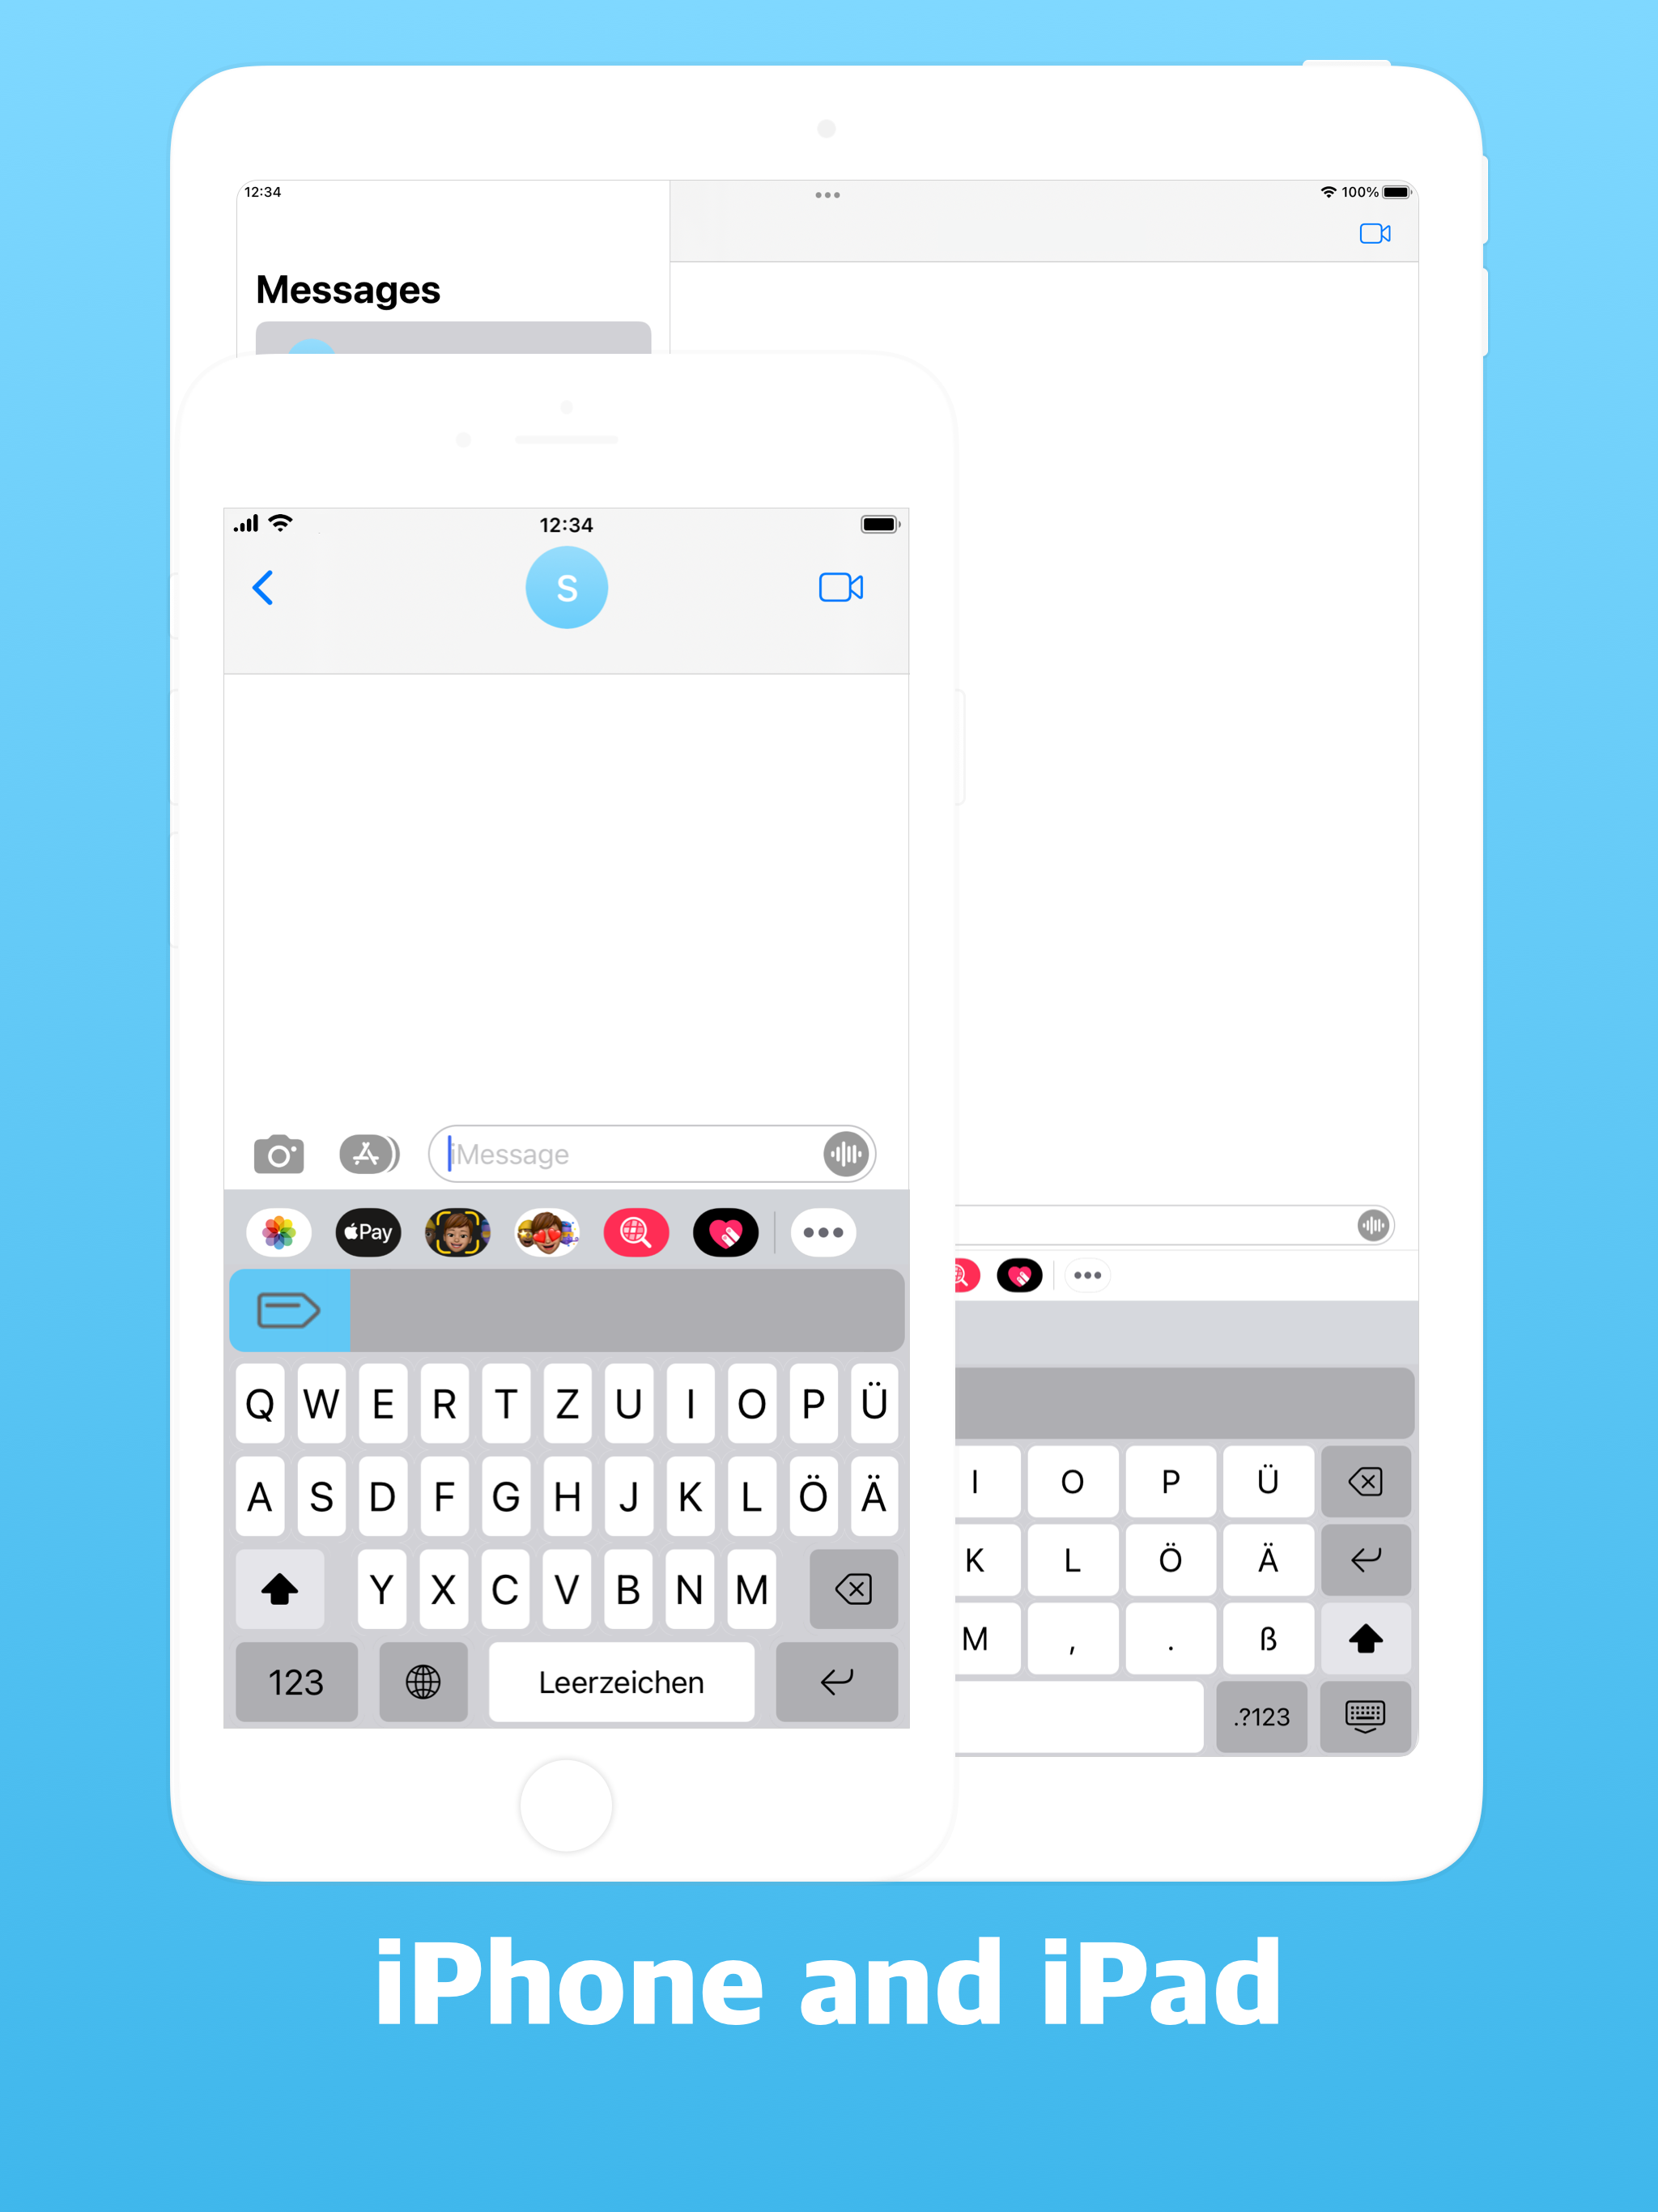 12:34
100%
Messages
12:34
S
iMessage
Pay
Q W E R T Z U I O P Ü
A S D F G H J K L Ö Ä
Y X C V B N M
123
Leerzeichen
I O P Ü
K L Ö Ä
M , . ß
.?123
iPhone and iPad